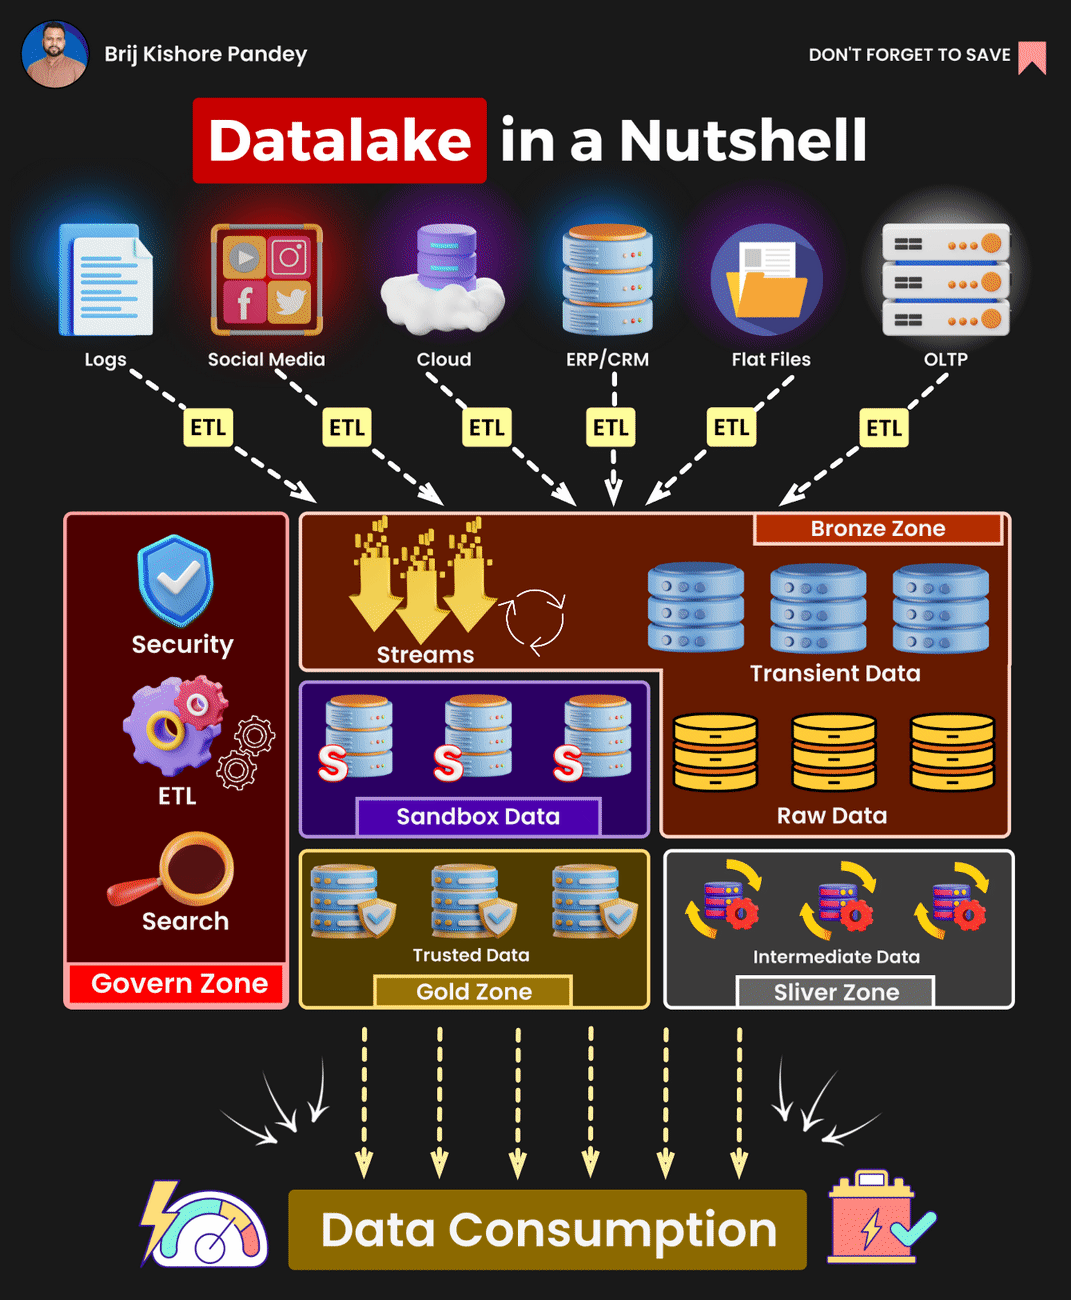 Brij Kishore Pandey
DON'T FORGET TO SAVE
Datalake in a Nutshell
Logs
Social Media
Cloud
ERP/CRM
Flat Files
OLTP
ETL
ETL
ETL
ETL
ETL
ETL
Security
ETL
Search
Govern Zone
Bronze Zone
Streams
Transient Data
Raw Data
S
S
S
Sandbox Data
Trusted Data
Gold Zone
Intermediate Data
Sliver Zone
Data Consumption